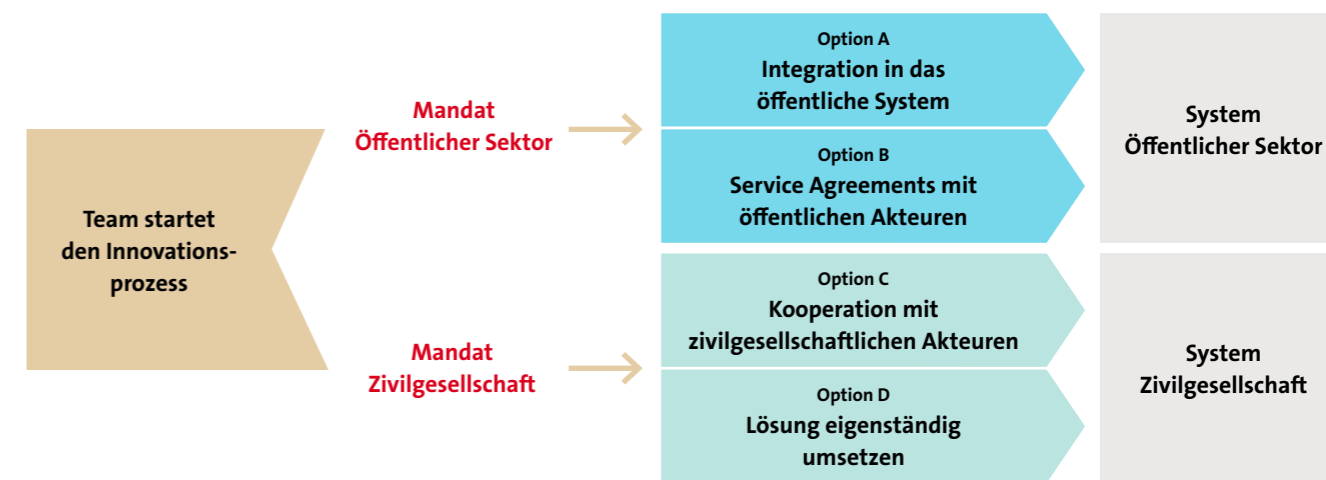 Team startet
den Innovations-
prozess
Mandat
Öffentlicher Sektor
Mandat
Zivilgesellschaft
Option A
Integration in das
öffentliche System
Option B
Service Agreements mit
öffentlichen Akteuren
Option C
Kooperation mit
zivilgesellschaftlichen Akteuren
Option D
Lösung eigenständig
umsetzen
System
Öffentlicher Sektor
System
Zivilgesellschaft